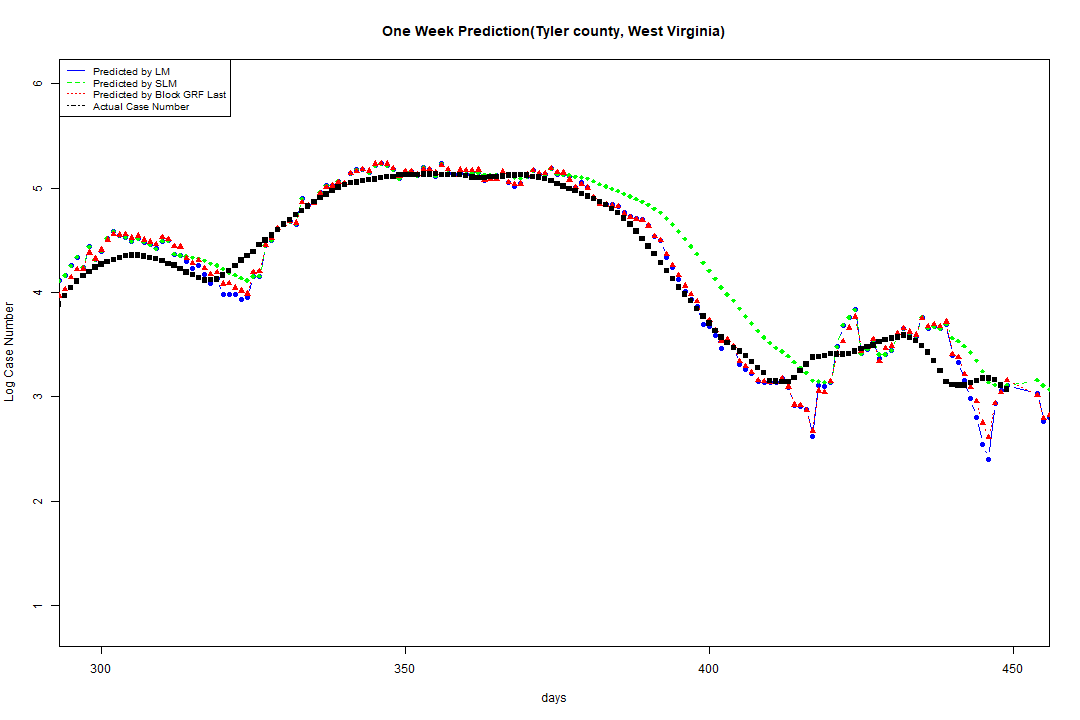 One Week Prediction(Tyler county, West Virginia)
Predicted by LM
Predicted by SLM
Predicted by Block GRF Last
Actual Case Number
6
5
4
3
2
1
Log Case Number
300 350 400 450
days